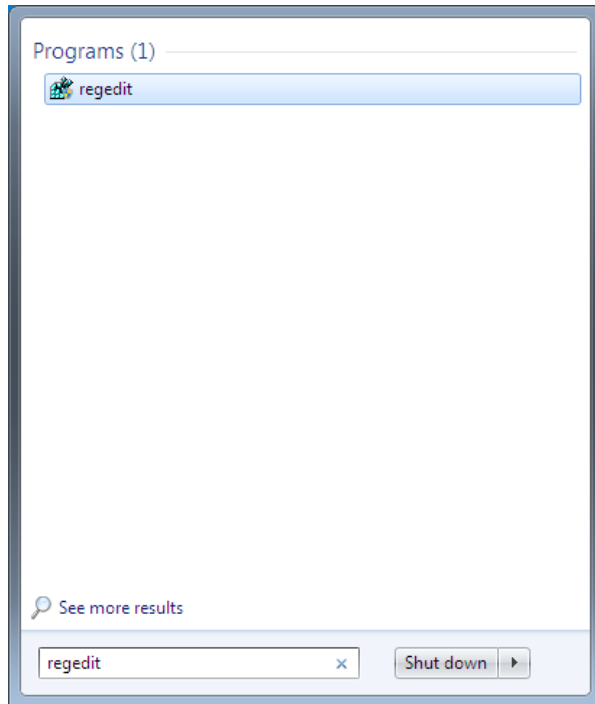 Programs (1)
regedit
See more results
regedit
Shut down